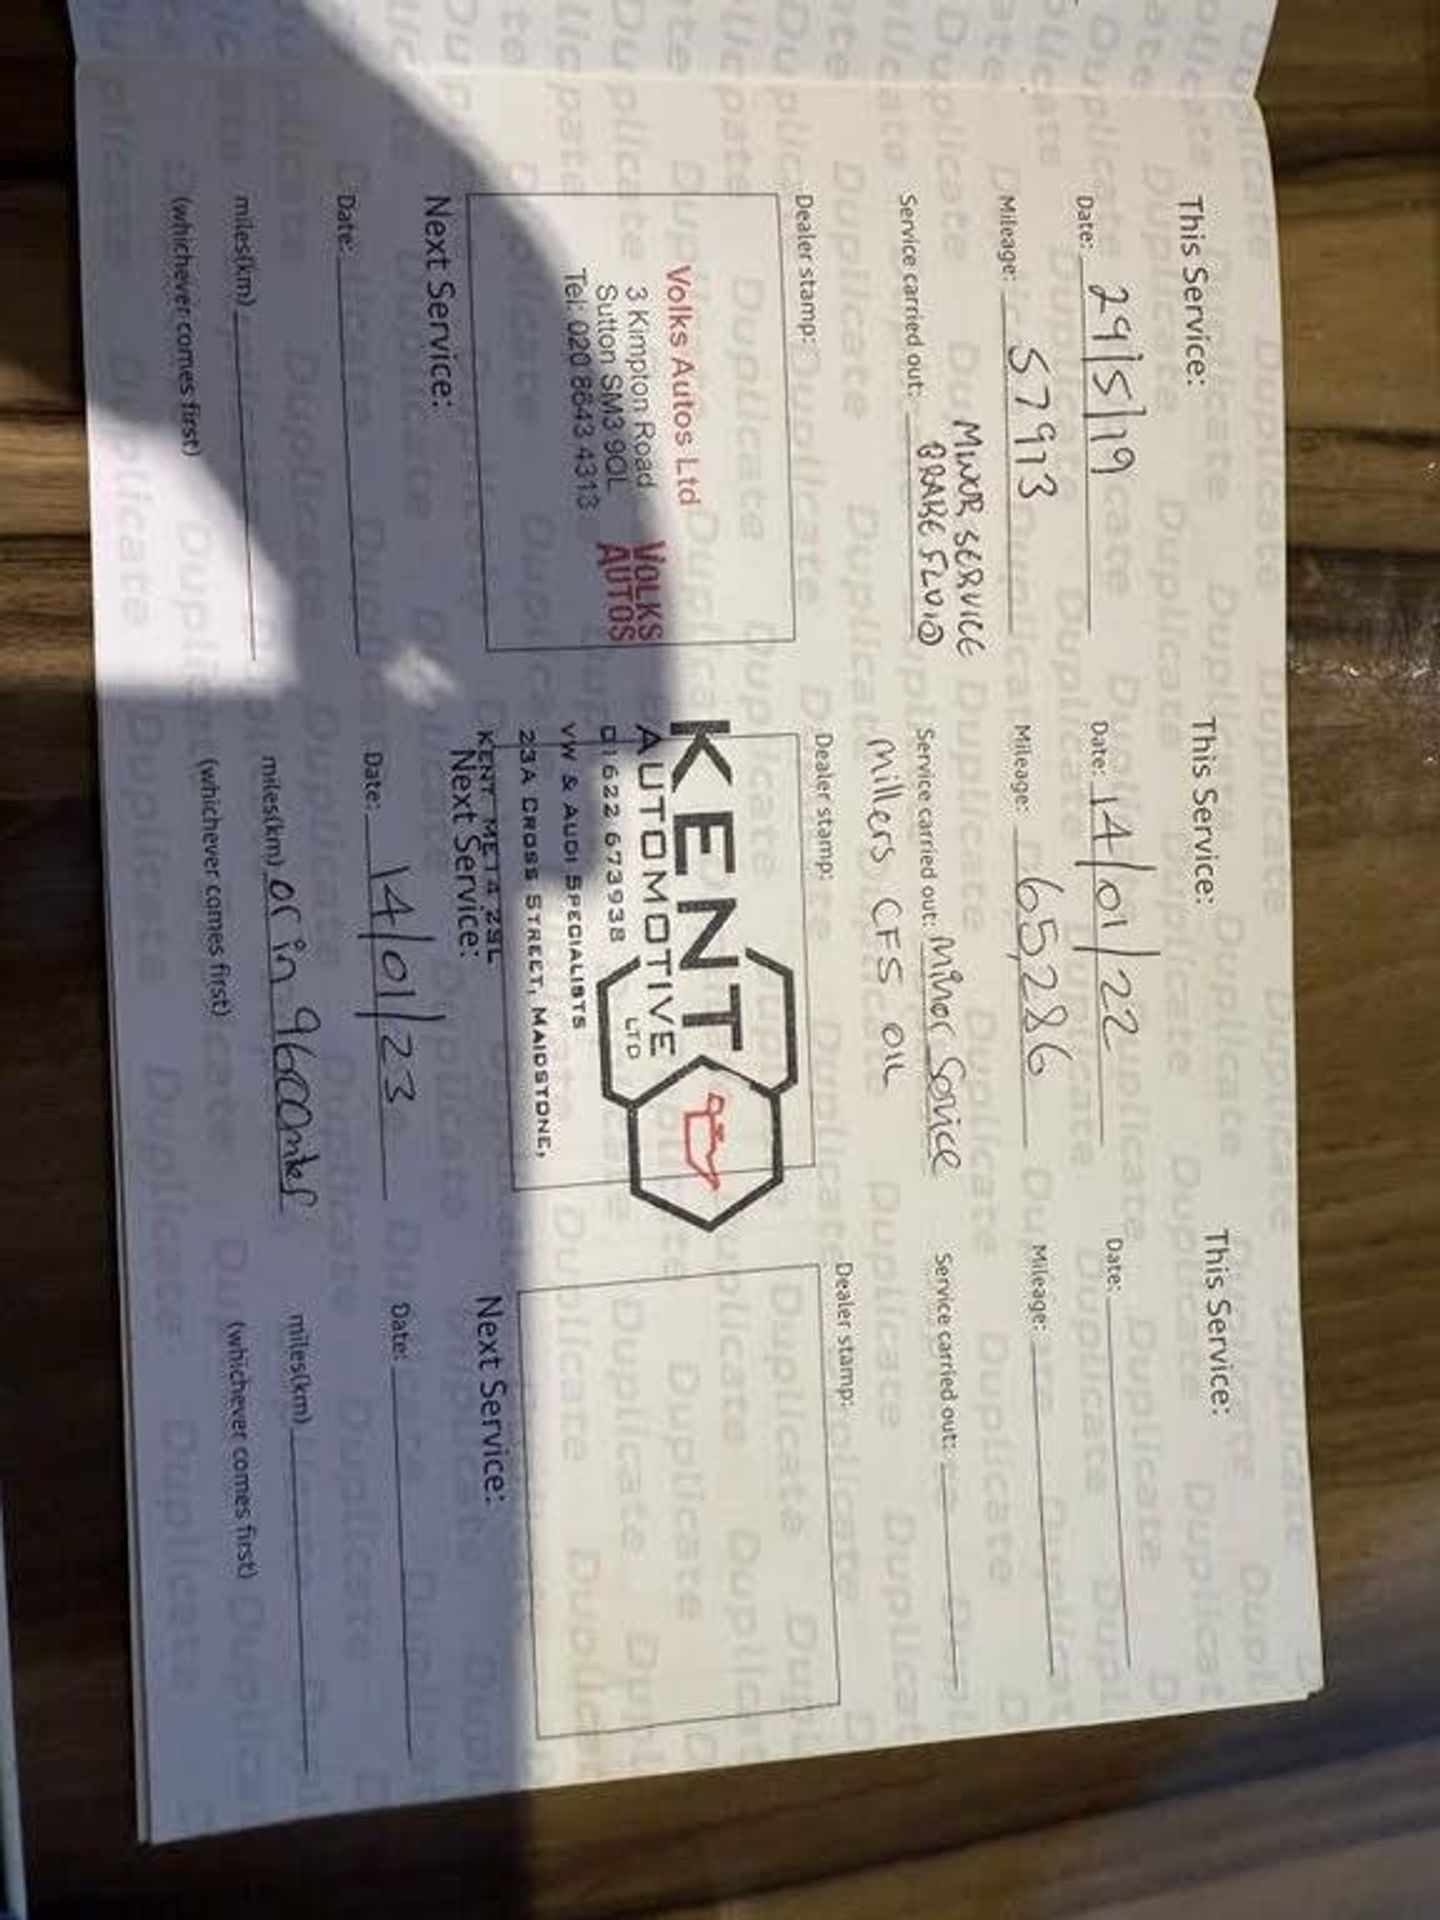 This Service:
Date: 29/5/19
Mileage: 57913
Service carried out: MINOR SERVICE
BRAKE FLUID
Dealer stamp:
Volks Autos Ltd
3 Kimpton Road
Sutton SM3 9QL
Tel: 020 8643 4313
VOLKS
AUTOS
Next Service:
Date:
miles(km)
(whichever comes first)
This Service:
Date: 14/01/22
Mileage: 65,286
Service carried out: Minor Service
Millers CFS OIL
Dealer stamp:
KENT
AUTOMOTIVE
LTD
01622 673938
VW & AUDI SPECIALISTS
23A CROSS STREET, MAIDSTONE,
KENT ME14 2SL
Next Service:
Date: 14/01/23
miles(km) or in 9600miles
(whichever comes first)
This Service:
Date:
Mileage:
Service carried out:
Dealer stamp:
Next Service:
Date:
miles(km)
(whichever comes first)